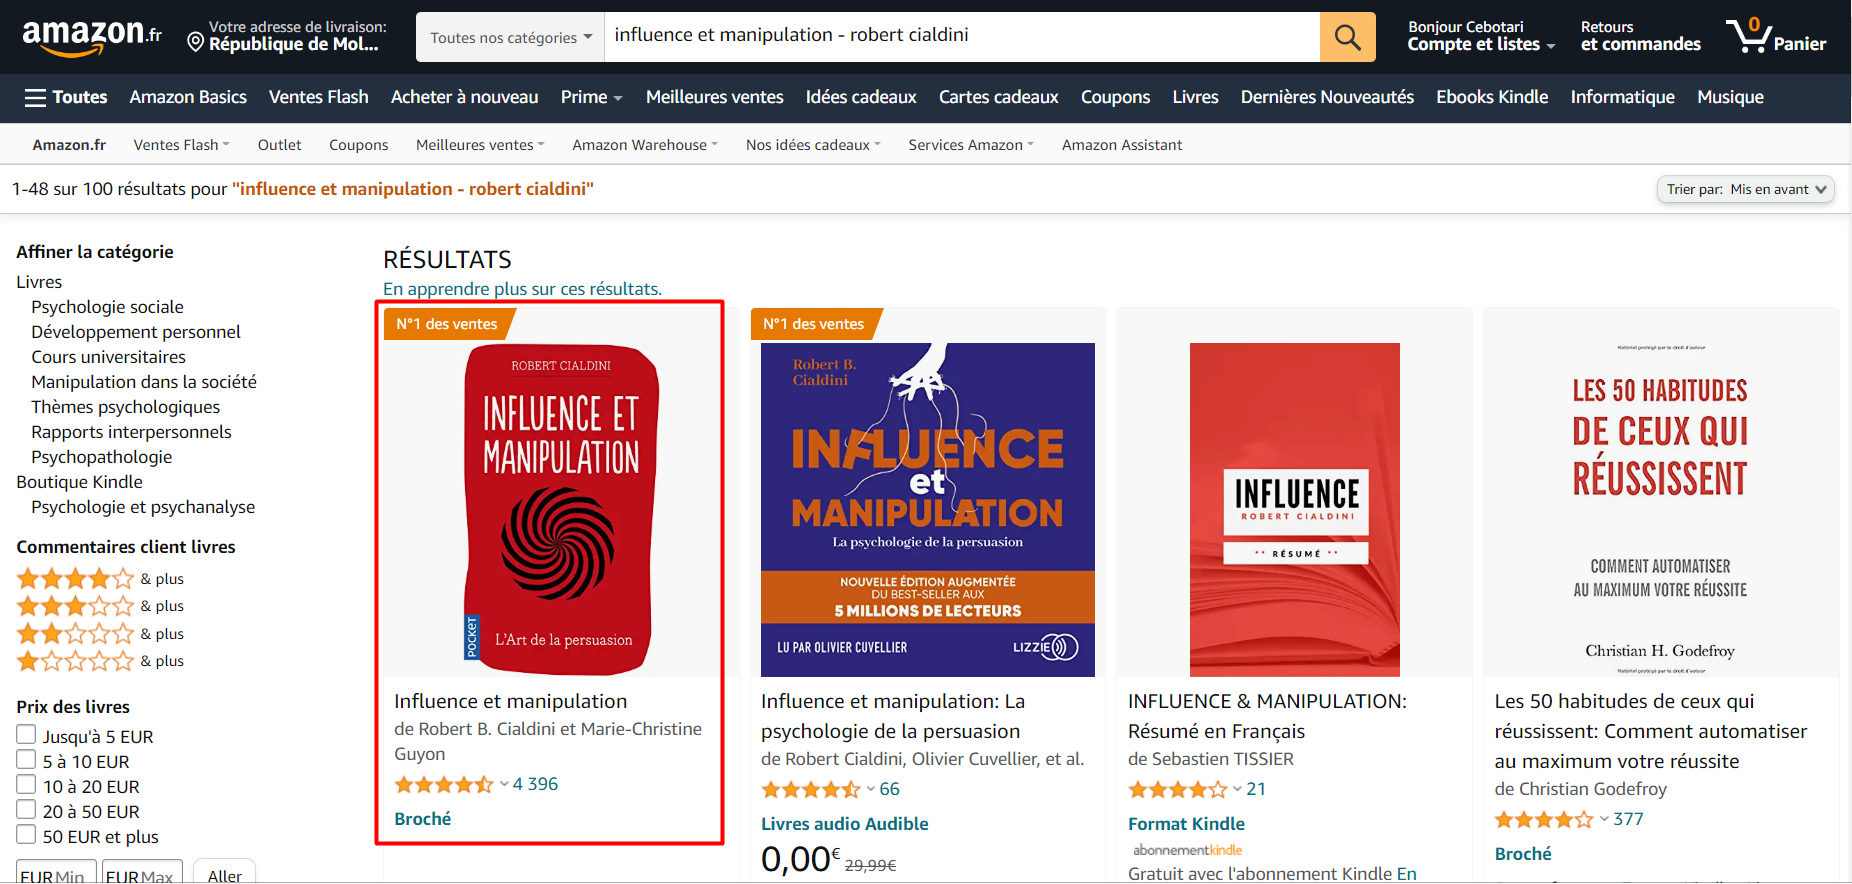 amazon.fr
Votre adresse de livraison:
République de Mol...
Toutes nos catégories
influence et manipulation - robert cialdini
Bonjour Cebotari
Compte et listes
Retours
et commandes
0
Panier
Toutes
Amazon Basics
Ventes Flash
Acheter à nouveau
Prime
Meilleures ventes
Idées cadeaux
Cartes cadeaux
Coupons
Livres
Dernières Nouveautés
Ebooks Kindle
Informatique
Musique
Amazon.fr
Ventes Flash
Outlet
Coupons
Meilleures ventes
Amazon Warehouse
Nos idées cadeaux
Services Amazon
Amazon Assistant
1-48 sur 100 résultats pour "influence et manipulation - robert cialdini"
Trier par: Mis en avant
Affiner la catégorie
Livres
Psychologie sociale
Développement personnel
Cours universitaires
Manipulation dans la société
Thèmes psychologiques
Rapports interpersonnels
Psychopathologie
Boutique Kindle
Psychologie et psychanalyse
Commentaires client livres
& plus
& plus
& plus
& plus
Prix des livres
Jusqu'à 5 EUR
5 à 10 EUR
10 à 20 EUR
20 à 50 EUR
50 EUR et plus
EUR Min
EUR Max
Aller
RÉSULTATS
En apprendre plus sur ces résultats.
N°1 des ventes
ROBERT CIALDINI
INFLUENCE ET
MANIPULATION
POCKET
L'Art de la persuasion
Influence et manipulation
de Robert B. Cialdini et Marie-Christine
Guyon
4 396
Broché
N°1 des ventes
Robert B.
Cialdini
INFLUENCE
et
MANIPULATION
La psychologie de la persuasion
NOUVELLE ÉDITION AUGMENTÉE
DU BEST-SELLER AUX
5 MILLIONS DE LECTEURS
LU PAR OLIVIER CUVELLIER
LIZZIE
Influence et manipulation: La
psychologie de la persuasion
de Robert Cialdini, Olivier Cuvellier, et al.
66
Livres audio Audible
0,00€ 29,99€
INFLUENCE
ROBERT CIALDINI
RÉSUMÉ
INFLUENCE & MANIPULATION:
Résumé en Français
de Sebastien TISSIER
21
Format Kindle
abonnementkindle
Gratuit avec l'abonnement Kindle En
Matériel protégé par le droit d'auteur
LES 50 HABITUDES
DE CEUX QUI
RÉUSSISSENT
COMMENT AUTOMATISER
AU MAXIMUM VOTRE RÉUSSITE
Christian H. Godefroy
Matériel protégé par le droit d'auteur
Les 50 habitudes de ceux qui
réussissent: Comment automatiser
au maximum votre réussite
de Christian Godefroy
377
Broché